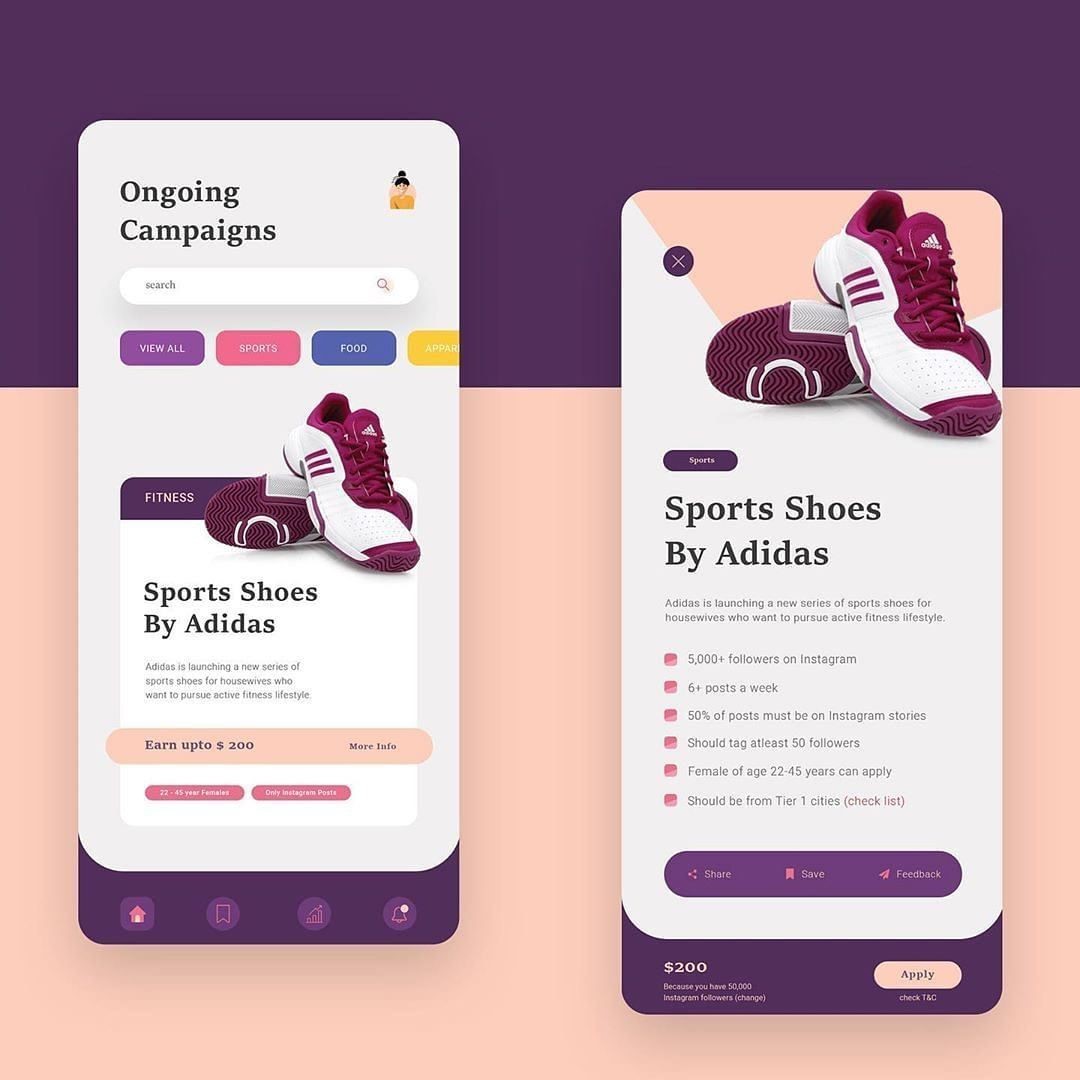 Ongoing
Campaigns
search
VIEW ALL
SPORTS
FOOD
APPAR
adidas
FITNESS
Sports Shoes
By Adidas
Adidas is launching a new series of
sports shoes for housewives who
want to pursue active fitness lifestyle.
Earn upto $ 200
More Info
22 - 45 year Females
Only Instagram Posts
adidas
Sports
Sports Shoes
By Adidas
Adidas is launching a new series of sports shoes for
housewives who want to pursue active fitness lifestyle.
5,000+ followers on Instagram
6+ posts a week
50% of posts must be on Instagram stories
Should tag atleast 50 followers
Female of age 22-45 years can apply
Should be from Tier 1 cities (check list)
Share
Save
Feedback
$200
Because you have 50,000
Instagram followers (change)
Apply
check T&C